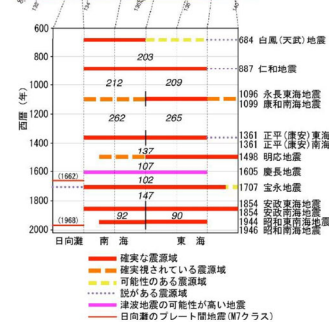 600
800
1000
1200
1400
1600
1800
2000
西暦(年)
203
212
209
262
265
137
107
102
147
92
90
(1662)
(1968)
684 白鳳(天武)地震
887 仁和地震
1096 永長東海地震
1099 康和南海地震
1361 正平(康安)東海
1361 正平(康安)南海
1498 明応地震
1605 慶長地震
1707 宝永地震
1854 安政東海地震
1854 安政南海地震
1944 昭和東南海地震
1946 昭和南海地震
日向灘 南海 東海
確実な震源域
確実視されている震源域
可能性のある震源域
説がある震源域
津波地震の可能性が高い地震
日向灘のプレート間地震(M7クラス)